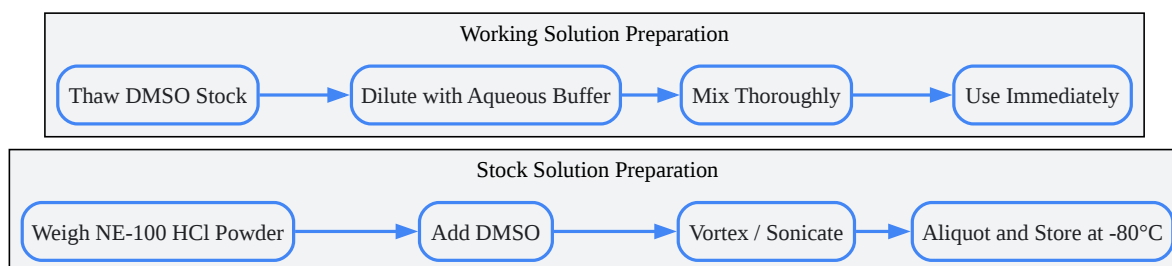 Working Solution Preparation
Thaw DMSO Stock
Dilute with Aqueous Buffer
Mix Thoroughly
Use Immediately
Stock Solution Preparation
Weigh NE-100 HCl Powder
Add DMSO
Vortex / Sonicate
Aliquot and Store at -80°C